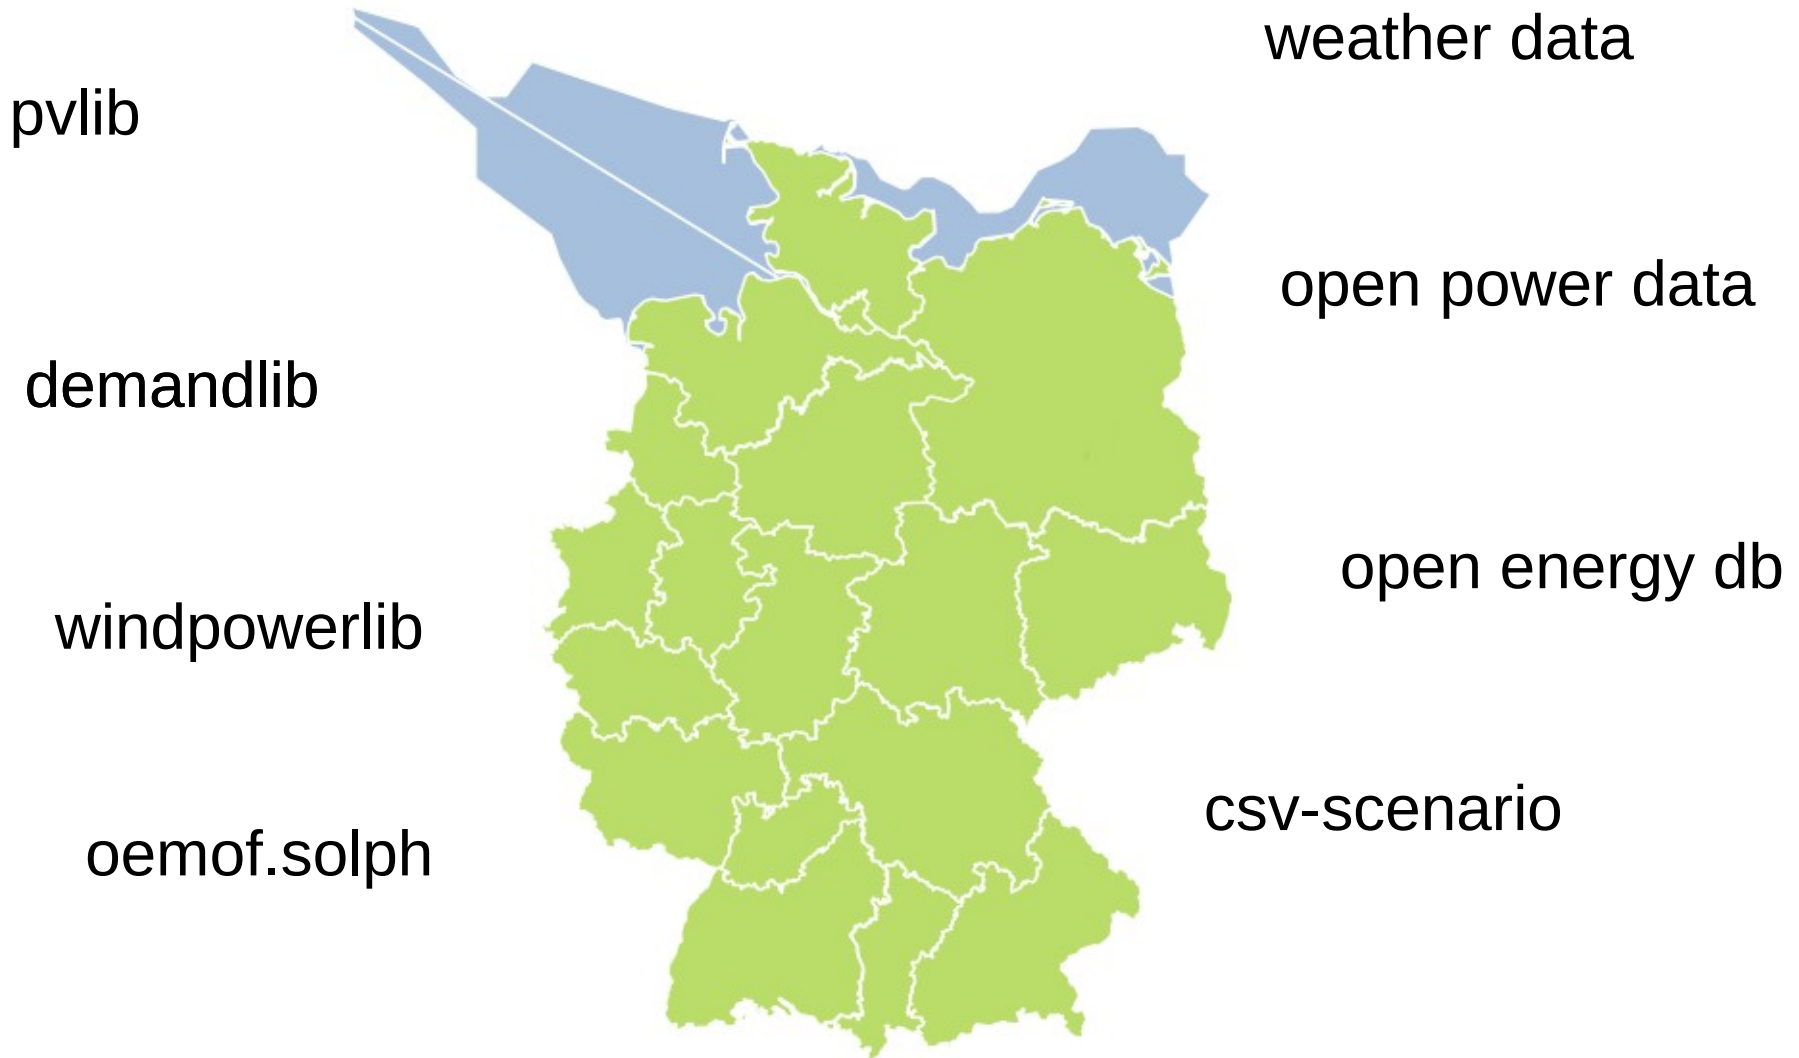 pvlib
demandlib
windpowerlib
oemof.solph
weather data
open power data
open energy db
csv-scenario